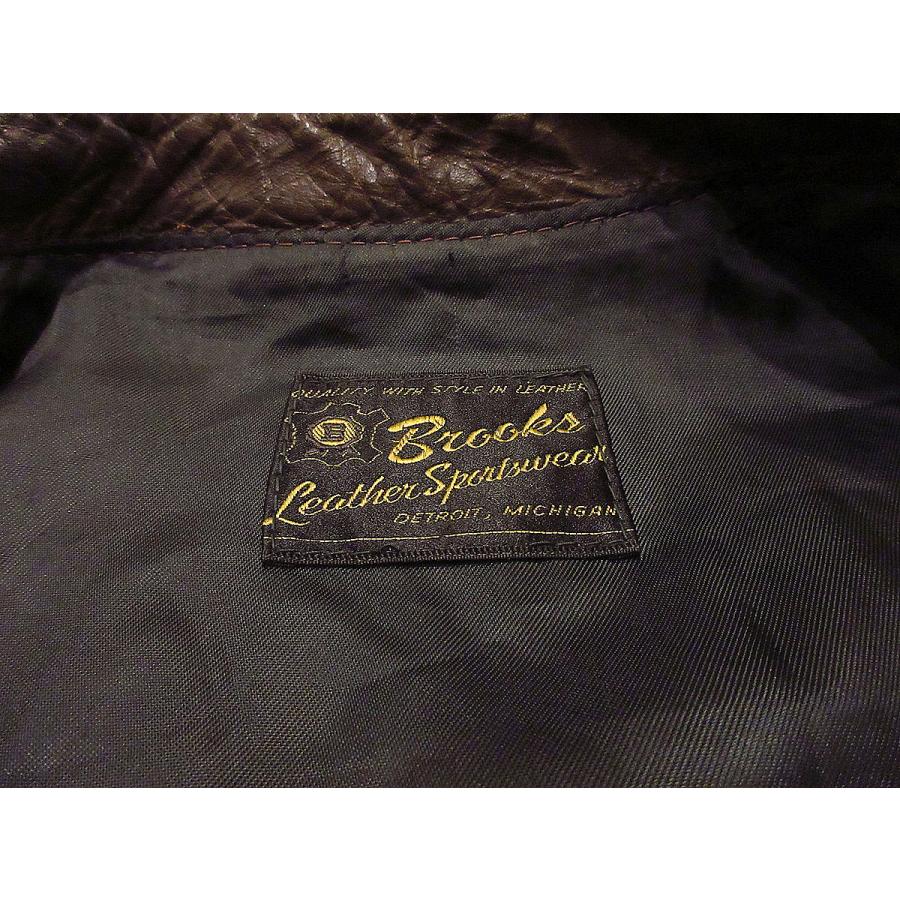 QUALITY WITH STYLE IN LEATHER
B
Brooks
Leather Sportswear
DETROIT, MICHIGAN